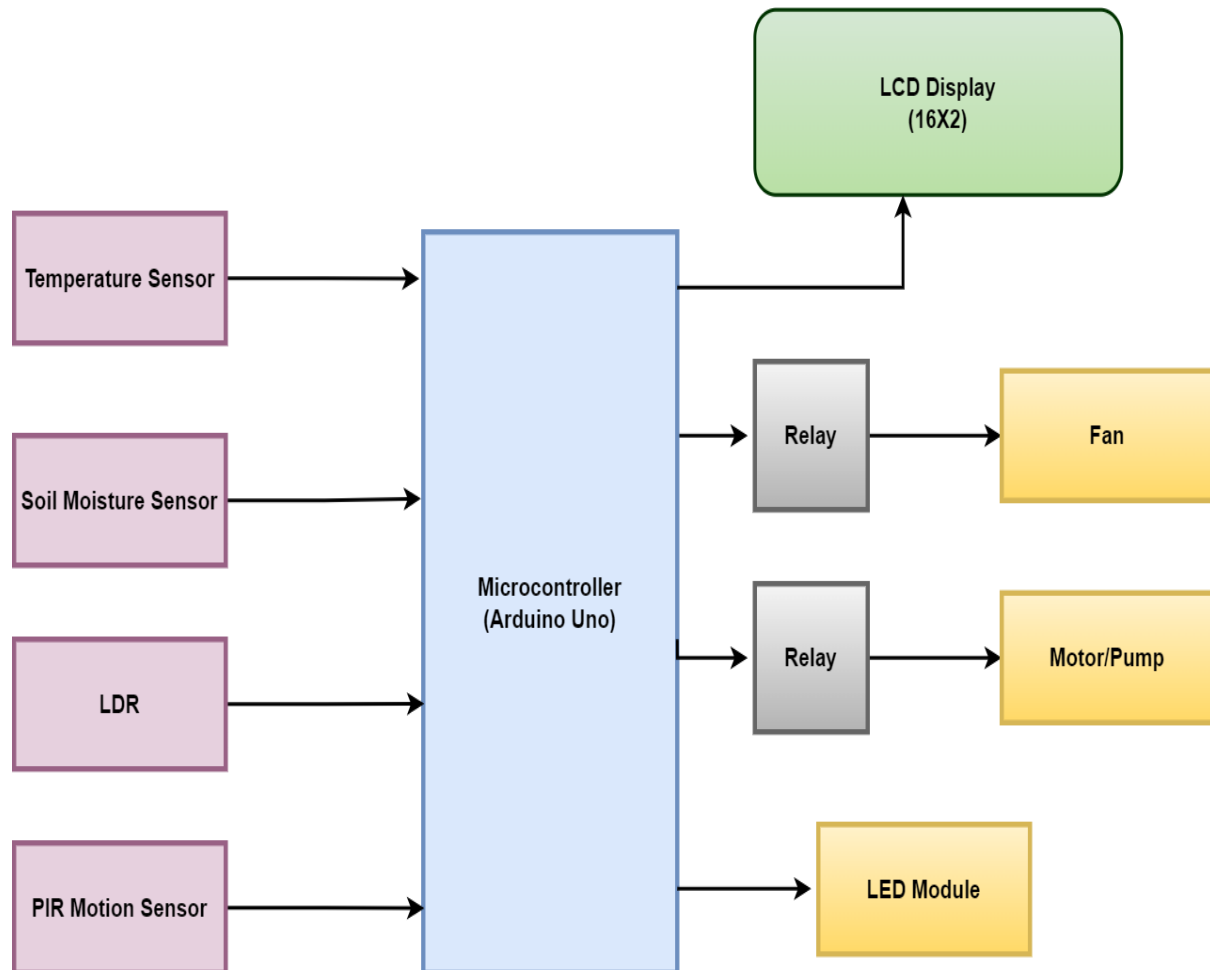 LCD Display
(16X2)
Temperature Sensor
Relay
Fan
Soil Moisture Sensor
Microcontroller
(Arduino Uno)
Relay
Motor/Pump
LDR
LED Module
PIR Motion Sensor